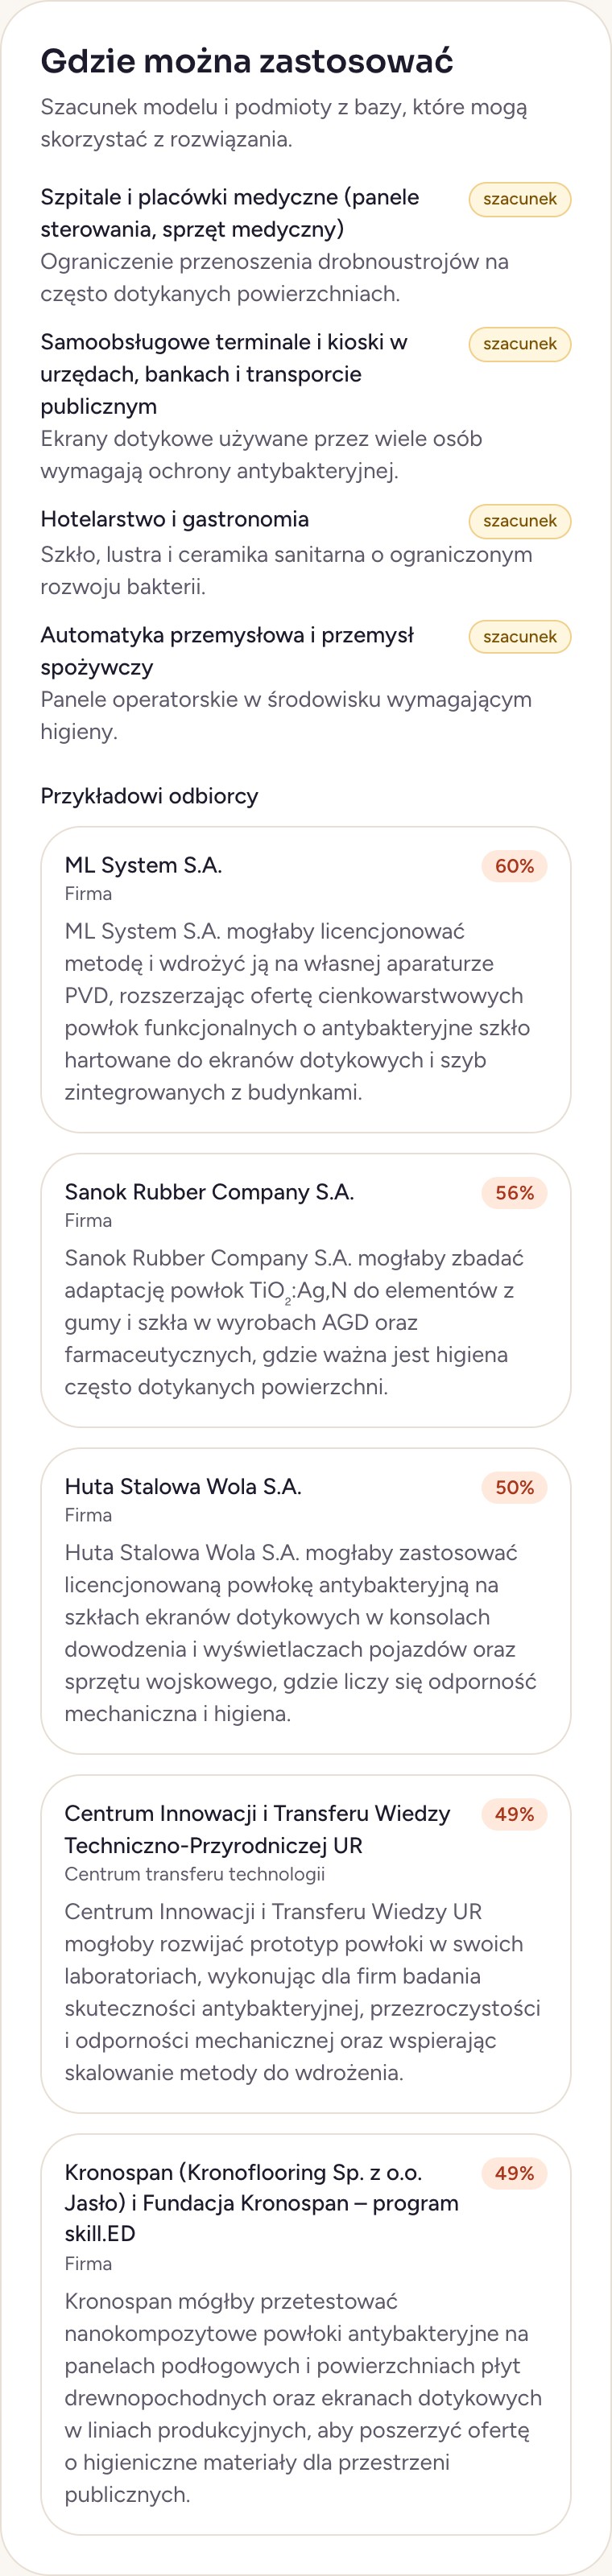 Gdzie można zastosować
Szacunek modelu i podmioty z bazy, które mogą
skorzystać z rozwiązania.
Szpitale i placówki medyczne (panele
sterowania, sprzęt medyczny)
szacunek
Ograniczenie przenoszenia drobnoustrojów na
często dotykanych powierzchniach.
Samoobsługowe terminale i kioski w
urzędach, bankach i transporcie
publicznym
szacunek
Ekrany dotykowe używane przez wiele osób
wymagają ochrony antybakteryjnej.
Hotelarstwo i gastronomia
szacunek
Szkło, lustra i ceramika sanitarna o ograniczonym
rozwoju bakterii.
Automatyka przemysłowa i przemysł
spożywczy
szacunek
Panele operatorskie w środowisku wymagającym
higieny.
Przykładowi odbiorcy
ML System S.A.
60%
Firma
ML System S.A. mogłaby licencjonować
metodę i wdrożyć ją na własnej aparaturze
PVD, rozszerzając ofertę cienkowarstwowych
powłok funkcjonalnych o antybakteryjne szkło
hartowane do ekranów dotykowych i szyb
zintegrowanych z budynkami.
Sanok Rubber Company S.A.
56%
Firma
Sanok Rubber Company S.A. mogłaby zbadać
adaptację powłok TiO₂:Ag,N do elementów z
gumy i szkła w wyrobach AGD oraz
farmaceutycznych, gdzie ważna jest higiena
często dotykanych powierzchni.
Huta Stalowa Wola S.A.
50%
Firma
Huta Stalowa Wola S.A. mogłaby zastosować
licencjonowaną powłokę antybakteryjną na
szkłach ekranów dotykowych w konsolach
dowodzenia i wyświetlaczach pojazdów oraz
sprzętu wojskowego, gdzie liczy się odporność
mechaniczna i higiena.
Centrum Innowacji i Transferu Wiedzy
Techniczno-Przyrodniczej UR
49%
Centrum transferu technologii
Centrum Innowacji i Transferu Wiedzy UR
mogłoby rozwijać prototyp powłoki w swoich
laboratoriach, wykonując dla firm badania
skuteczności antybakteryjnej, przezroczystości
i odporności mechanicznej oraz wspierając
skalowanie metody do wdrożenia.
Kronospan (Kronoflooring Sp. z o.o.
Jasło) i Fundacja Kronospan – program
skill.ED
49%
Firma
Kronospan mógłby przetestować
nanokompozytowe powłoki antybakteryjne na
panelach podłogowych i powierzchniach płyt
drewnopochodnych oraz ekranach dotykowych
w liniach produkcyjnych, aby poszerzyć ofertę
o higieniczne materiały dla przestrzeni
publicznych.